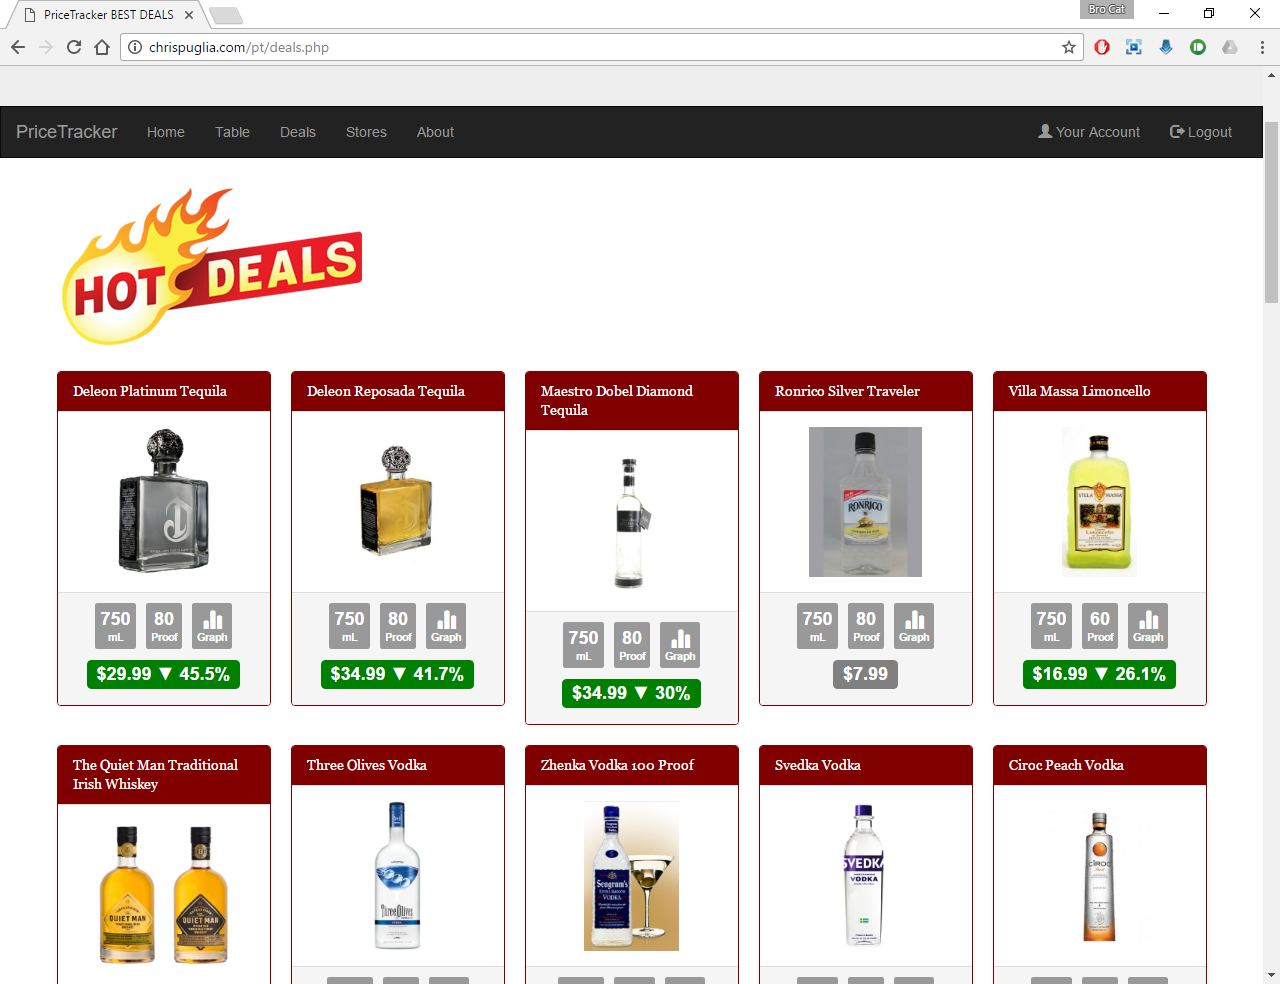 PriceTracker BEST DEALS
Bro Cat
chrispuglia.com/pt/deals.php
PriceTracker Home Table Deals Stores About Your Account Logout
HOT DEALS
Deleon Platinum Tequila
750 mL
80 Proof
Graph
$29.99 ▼ 45.5%
Deleon Reposada Tequila
750 mL
80 Proof
Graph
$34.99 ▼ 41.7%
Maestro Dobel Diamond
Tequila
750 mL
80 Proof
Graph
$34.99 ▼ 30%
Ronrico Silver Traveler
RONRICO
750 mL
80 Proof
Graph
$7.99
Villa Massa Limoncello
VILLA MASSA
750 mL
60 Proof
Graph
$16.99 ▼ 26.1%
The Quiet Man Traditional
Irish Whiskey
QUIET MAN
QUIET MAN
Three Olives Vodka
Three Olives
Zhenka Vodka 100 Proof
Seagram's
VODKA
Svedka Vodka
SVEDKA
VODKA
Ciroc Peach Vodka
CÎROC